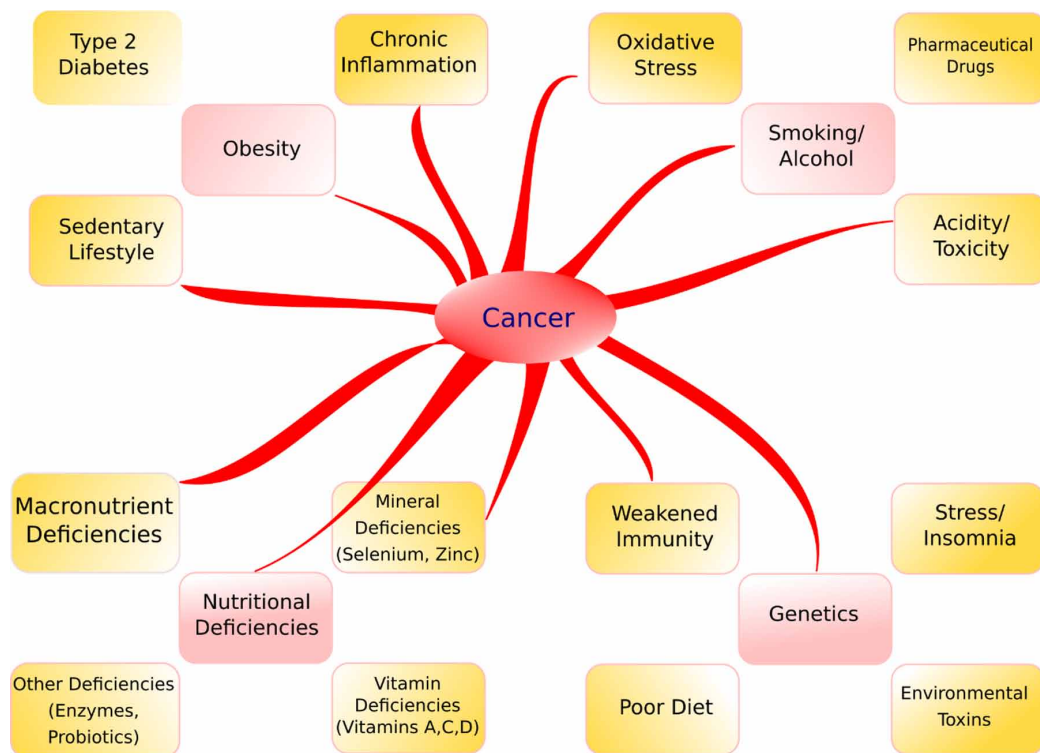 Type 2
Diabetes
Chronic
Inflammation
Oxidative
Stress
Pharmaceutical
Drugs
Obesity
Smoking/
Alcohol
Sedentary
Lifestyle
Acidity/
Toxicity
Cancer
Macronutrient
Deficiencies
Mineral
Deficiencies
(Selenium, Zinc)
Weakened
Immunity
Stress/
Insomnia
Nutritional
Deficiencies
Genetics
Other Deficiencies
(Enzymes,
Probiotics)
Vitamin
Deficiencies
(Vitamins A,C,D)
Poor Diet
Environmental
Toxins